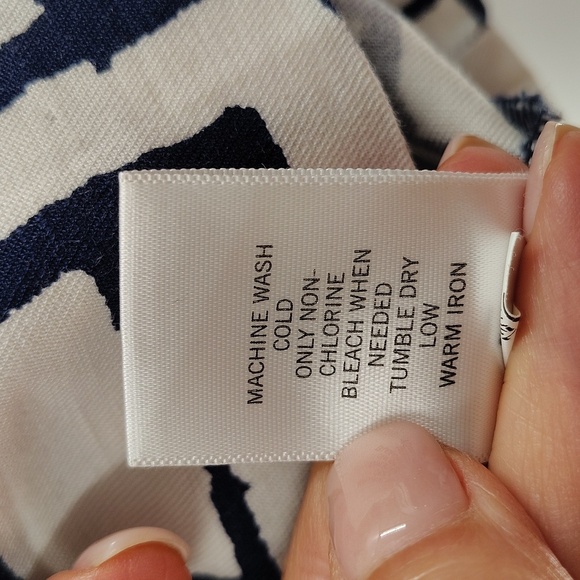 MACHINE WASH
COLD
ONLY NON-
CHLORINE
BLEACH WHEN
NEEDED
TUMBLE DRY
LOW
WARM IRON